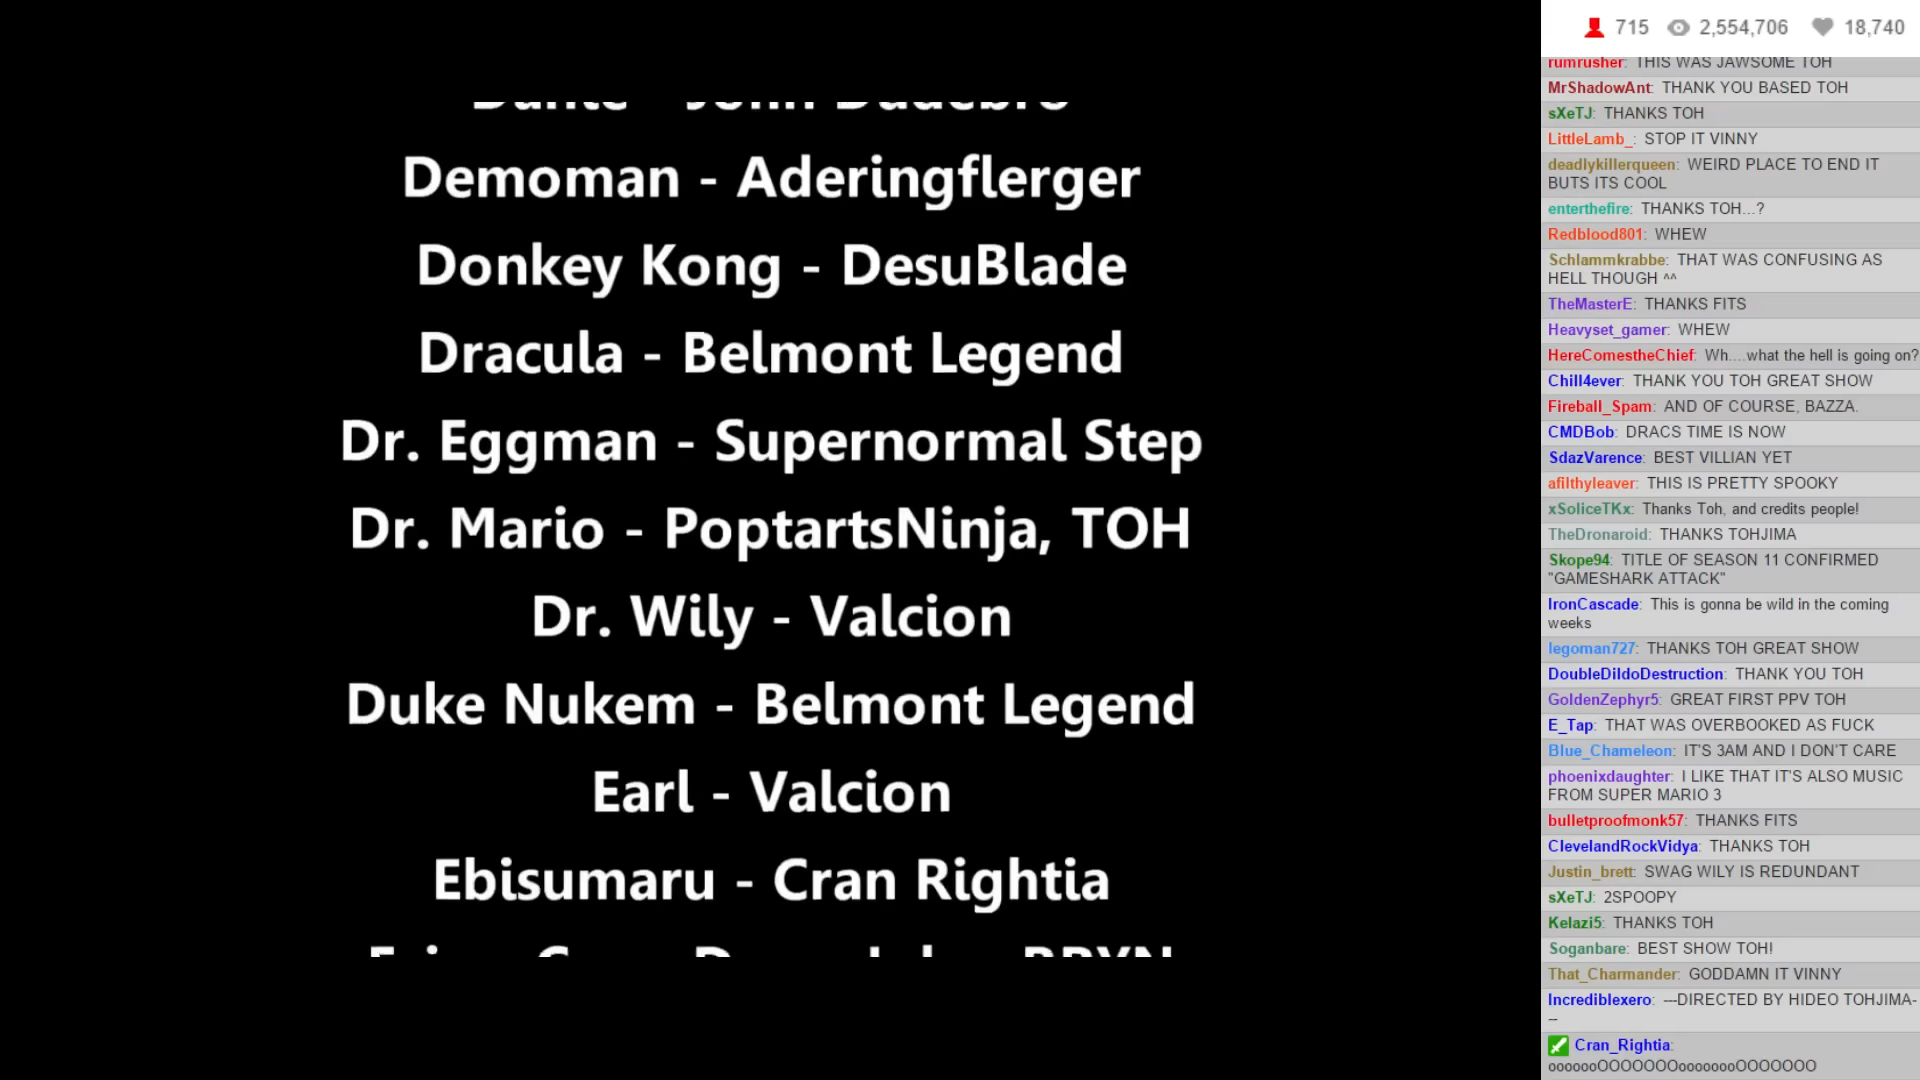 Dante - John Dudebro
Demoman - Aderingflerger
Donkey Kong - DesuBlade
Dracula - Belmont Legend
Dr. Eggman - Supernormal Step
Dr. Mario - PoptartsNinja, TOH
Dr. Wily - Valcion
Duke Nukem - Belmont Legend
Earl - Valcion
Ebisumaru - Cran Rightia
715 2,554,706 18,740
rumrusher: THIS WAS JAWSOME TOH
MrShadowAnt: THANK YOU BASED TOH
sXeTJ: THANKS TOH
LittleLamb_: STOP IT VINNY
deadlykillerqueen: WEIRD PLACE TO END IT
BUTS ITS COOL
enterthefire: THANKS TOH...?
Redblood801: WHEW
Schlammkrabbe: THAT WAS CONFUSING AS
HELL THOUGH ^^
TheMasterE: THANKS FITS
Heavyset_gamer: WHEW
HereComestheChief: Wh....what the hell is going on?
Chill4ever: THANK YOU TOH GREAT SHOW
Fireball_Spam: AND OF COURSE, BAZZA.
CMDBob: DRACS TIME IS NOW
SdazVarence: BEST VILLIAN YET
afilthyleaver: THIS IS PRETTY SPOOKY
xSoliceTKx: Thanks Toh, and credits people!
TheDronaroid: THANKS TOHJIMA
Skope94: TITLE OF SEASON 11 CONFIRMED
"GAMESHARK ATTACK"
IronCascade: This is gonna be wild in the coming
weeks
legoman727: THANKS TOH GREAT SHOW
DoubleDildoDestruction: THANK YOU TOH
GoldenZephyr5: GREAT FIRST PPV TOH
E_Tap: THAT WAS OVERBOOKED AS FUCK
Blue_Chameleon: IT'S 3AM AND I DON'T CARE
phoenixdaughter: I LIKE THAT IT'S ALSO MUSIC
FROM SUPER MARIO 3
bulletproofmonk57: THANKS FITS
ClevelandRockVidya: THANKS TOH
Justin_brett: SWAG WILY IS REDUNDANT
sXeTJ: 2SPOOPY
Kelazi5: THANKS TOH
Soganbare: BEST SHOW TOH!
That_Charmander: GODDAMN IT VINNY
Incrediblexero: ---DIRECTED BY HIDEO TOHJIMA-
--
Cran_Rightia:
ooooooOOOOOOOoooooooOOOOOOO